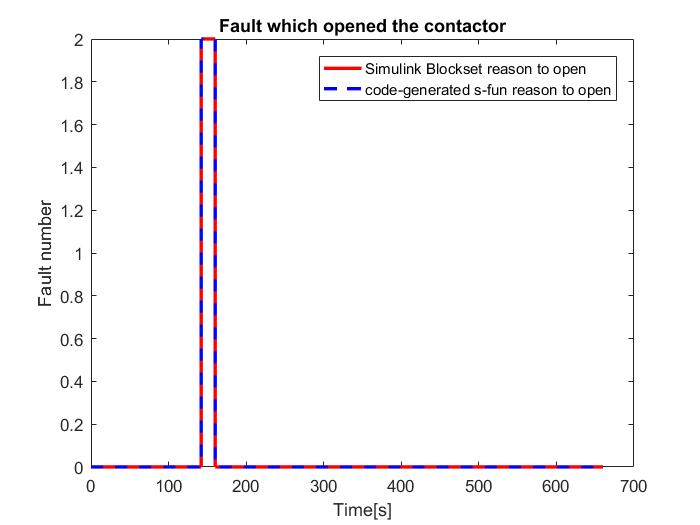 Fault which opened the contactor
Simulink Blockset reason to open
code-generated s-fun reason to open
Fault number
2
1.8
1.6
1.4
1.2
1
0.8
0.6
0.4
0.2
0
0 100 200 300 400 500 600 700
Time[s]